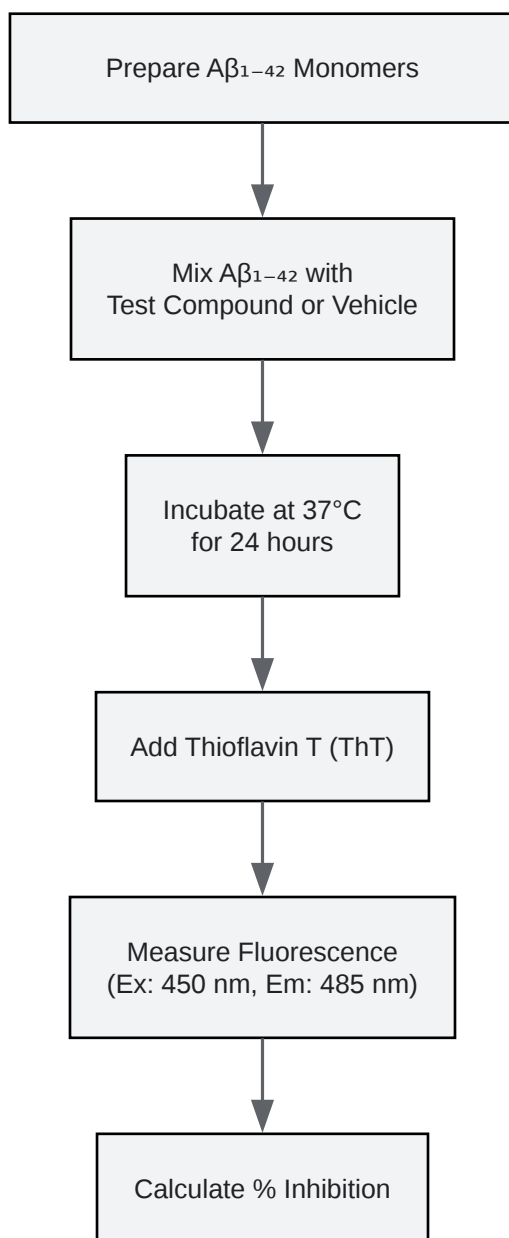 Prepare Aβ₁₋₄₂ Monomers
Mix Aβ₁₋₄₂ with
Test Compound or Vehicle
Incubate at 37°C
for 24 hours
Add Thioflavin T (ThT)
Measure Fluorescence
(Ex: 450 nm, Em: 485 nm)
Calculate % Inhibition